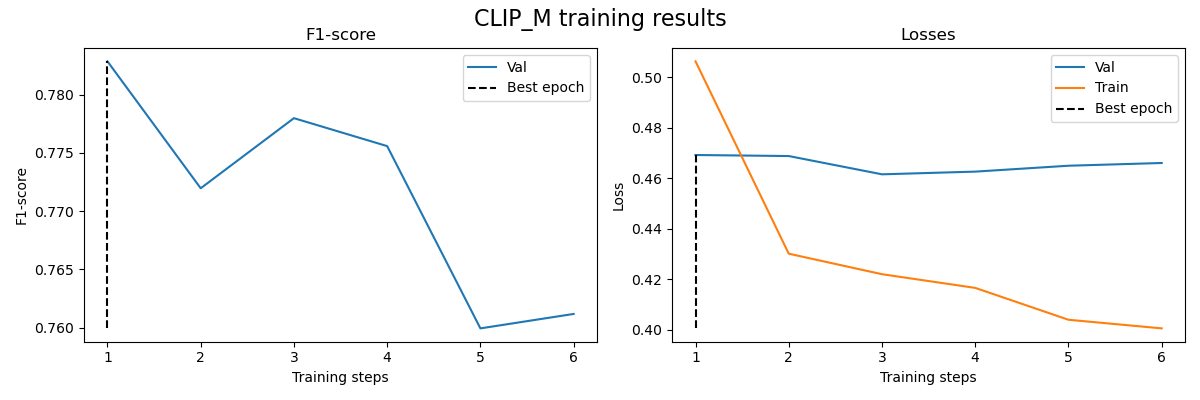 CLIP_M training results
F1-score
Val
Best epoch
0.780
0.775
0.770
0.765
0.760
F1-score
1 2 3 4 5 6
Training steps
Losses
Val
Train
Best epoch
0.50
0.48
0.46
0.44
0.42
0.40
Loss
1 2 3 4 5 6
Training steps